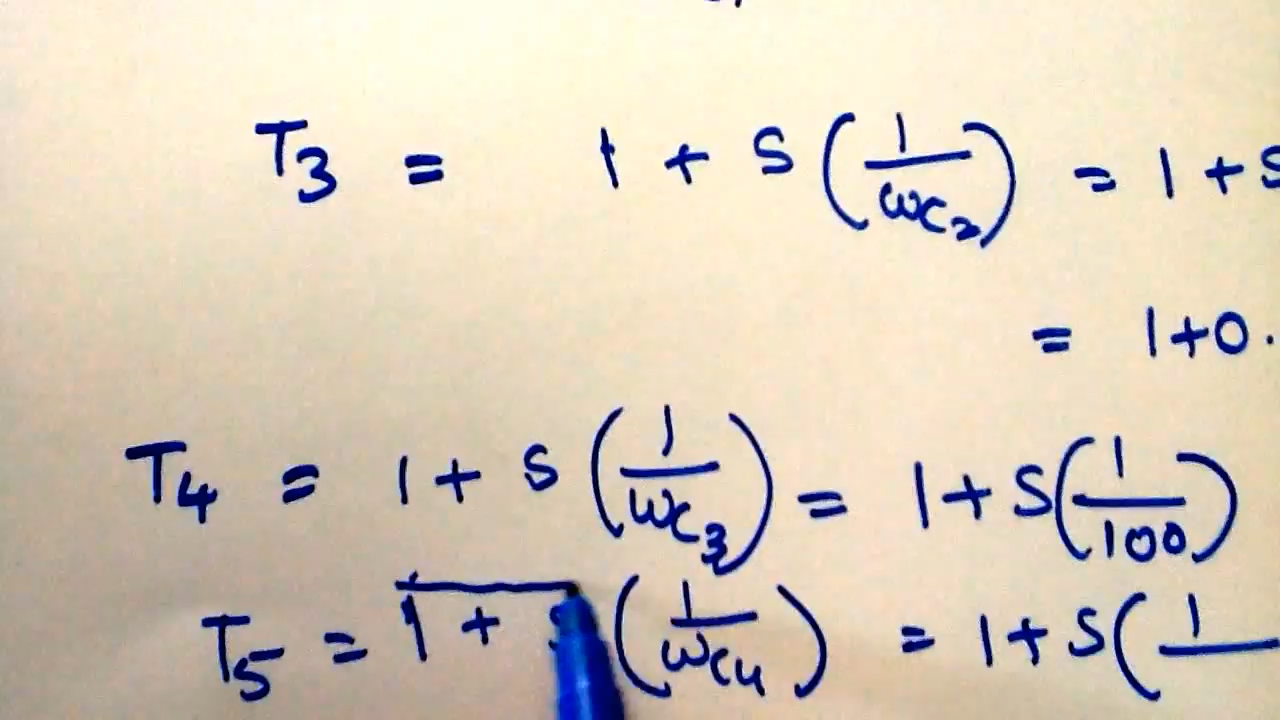 T3 = 1 + S (1/ωc2) = 1 + S
= 1+0.
T4 = 1 + S (1/ωc3) = 1 + S(1/100)
T5 = 1 + S (1/ωc4) = 1 + S(1/